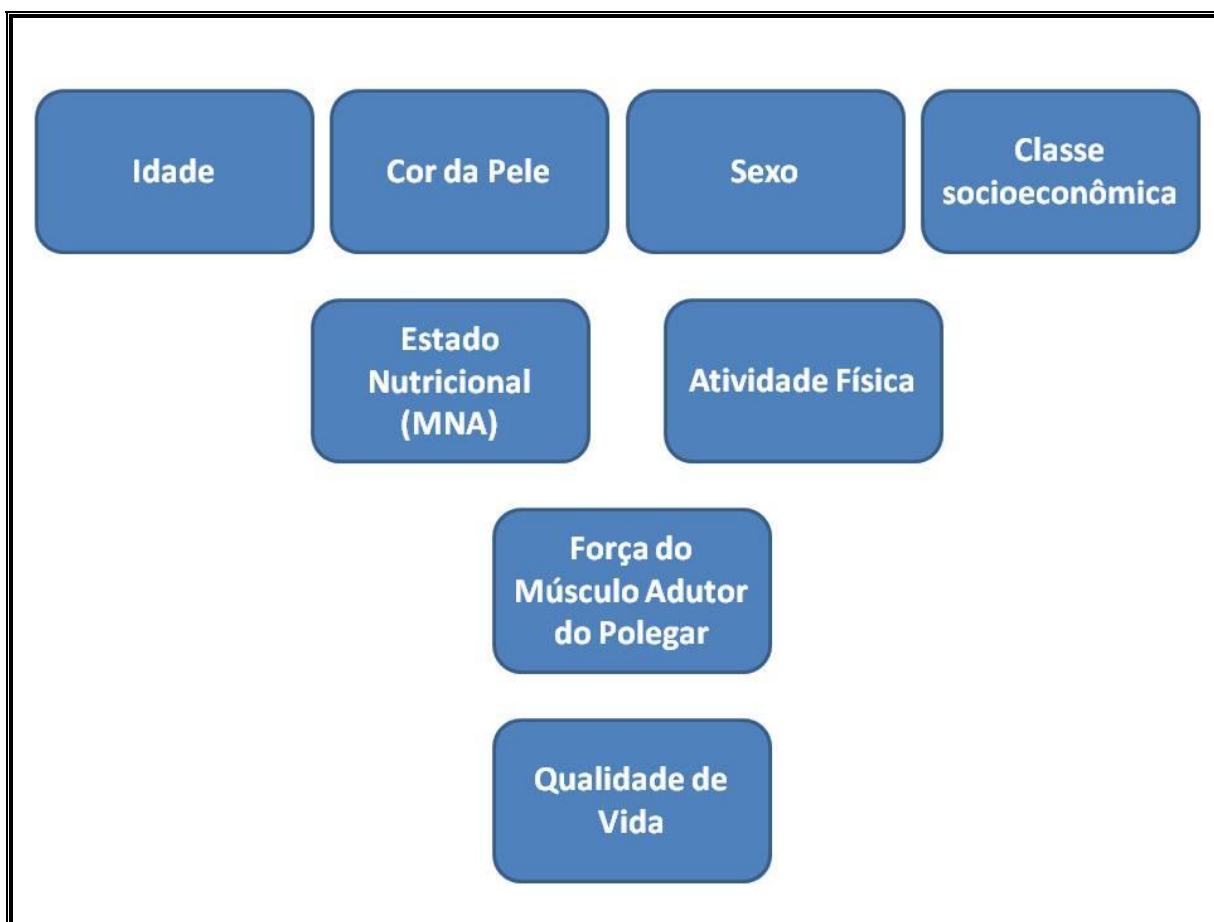 Idade
Cor da Pele
Sexo
Classe
socioeconômica
Estado
Nutricional
(MNA)
Atividade Física
Força do
Músculo Adutor
do Polegar
Qualidade de
Vida